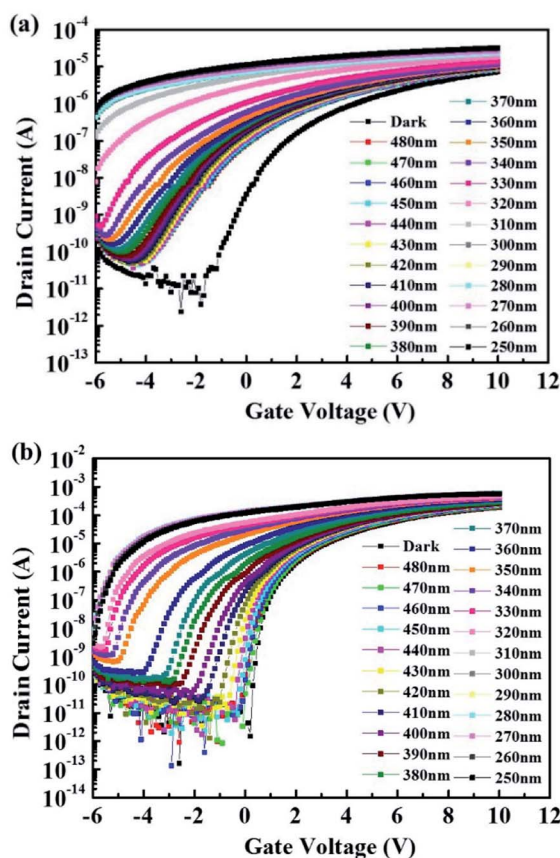 (a)
10⁻⁴
10⁻⁵
10⁻⁶
10⁻⁷
10⁻⁸
10⁻⁹
10⁻¹⁰
10⁻¹¹
10⁻¹²
10⁻¹³
Drain Current (A)
Dark
480nm
470nm
460nm
450nm
440nm
430nm
420nm
410nm
400nm
390nm
380nm
370nm
360nm
350nm
340nm
330nm
320nm
310nm
300nm
290nm
280nm
270nm
260nm
250nm
-6 -4 -2 0 2 4 6 8 10 12
Gate Voltage (V)
(b)
10⁻²
10⁻³
10⁻⁴
10⁻⁵
10⁻⁶
10⁻⁷
10⁻⁸
10⁻⁹
10⁻¹⁰
10⁻¹¹
10⁻¹²
10⁻¹³
10⁻¹⁴
Drain Current (A)
Dark
480nm
470nm
460nm
450nm
440nm
430nm
420nm
410nm
400nm
390nm
380nm
370nm
360nm
350nm
340nm
330nm
320nm
310nm
300nm
290nm
280nm
270nm
260nm
250nm
-6 -4 -2 0 2 4 6 8 10 12
Gate Voltage (V)